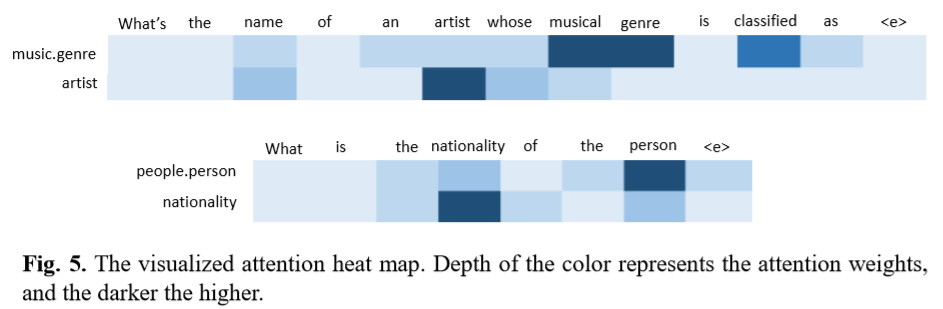 What's the name of an artist whose musical genre is classified as <e>
music.genre
artist
What is the nationality of the person <e>
people.person
nationality
Fig. 5. The visualized attention heat map. Depth of the color represents the attention weights,
and the darker the higher.